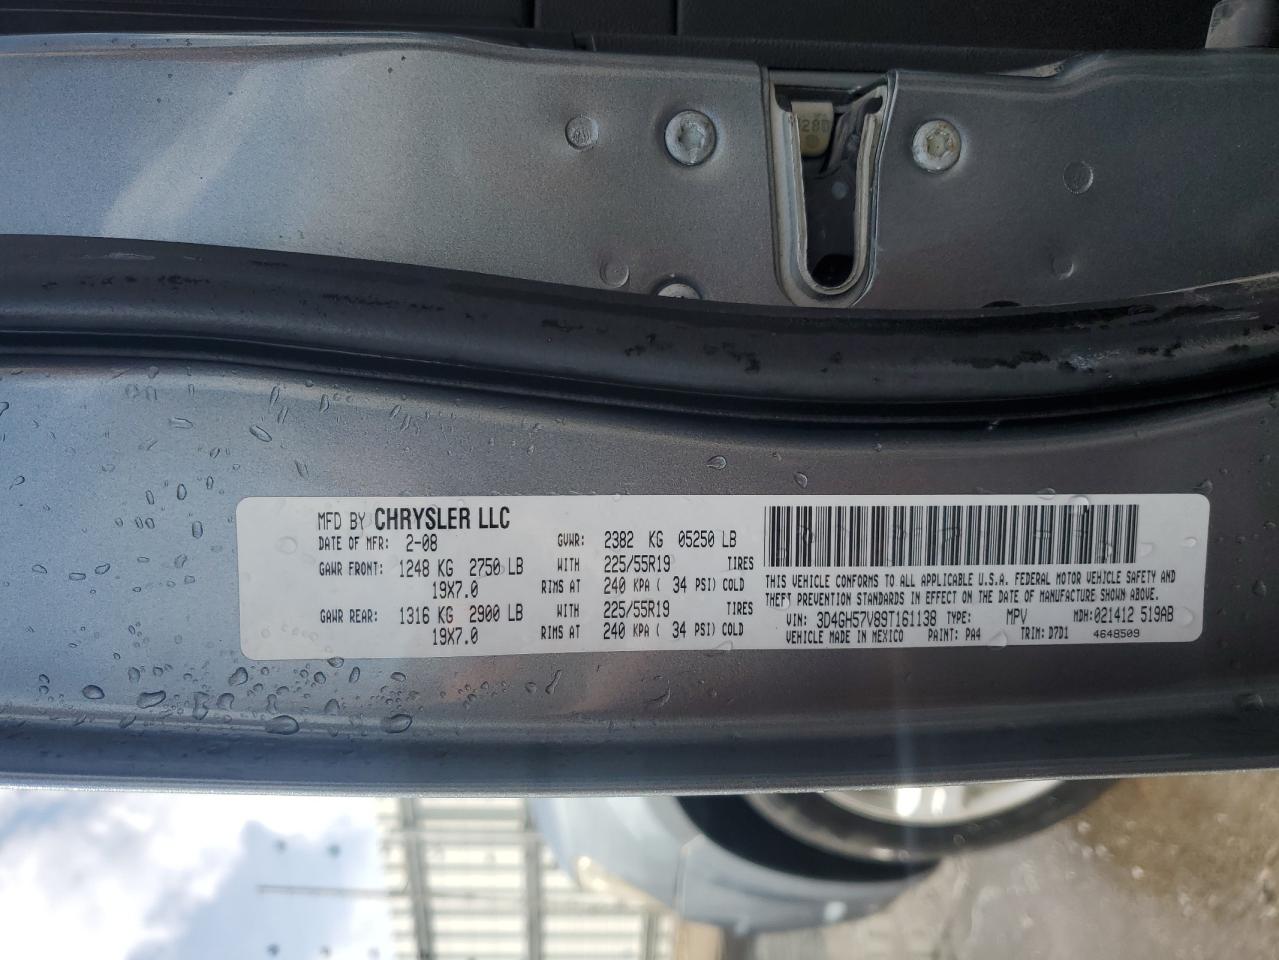 MFD BY CHRYSLER LLC
DATE OF MFR: 2-08 GVWR: 2382 KG 05250 LB
GAWR FRONT: 1248 KG 2750 LB WITH 225/55R19 TIRES
19X7.0 RIMS AT 240 KPA ( 34 PSI) COLD
GAWR REAR: 1316 KG 2900 LB WITH 225/55R19 TIRES
19X7.0 RIMS AT 240 KPA ( 34 PSI) COLD
THIS VEHICLE CONFORMS TO ALL APPLICABLE U.S.A. FEDERAL MOTOR VEHICLE SAFETY AND
THEFT PREVENTION STANDARDS IN EFFECT ON THE DATE OF MANUFACTURE SHOWN ABOVE.
VIN: 3D4GH57V89T161138 TYPE: MPV MDH: 021412 519AB
VEHICLE MADE IN MEXICO PAINT: PA4 TRIM: D7D1 4648509